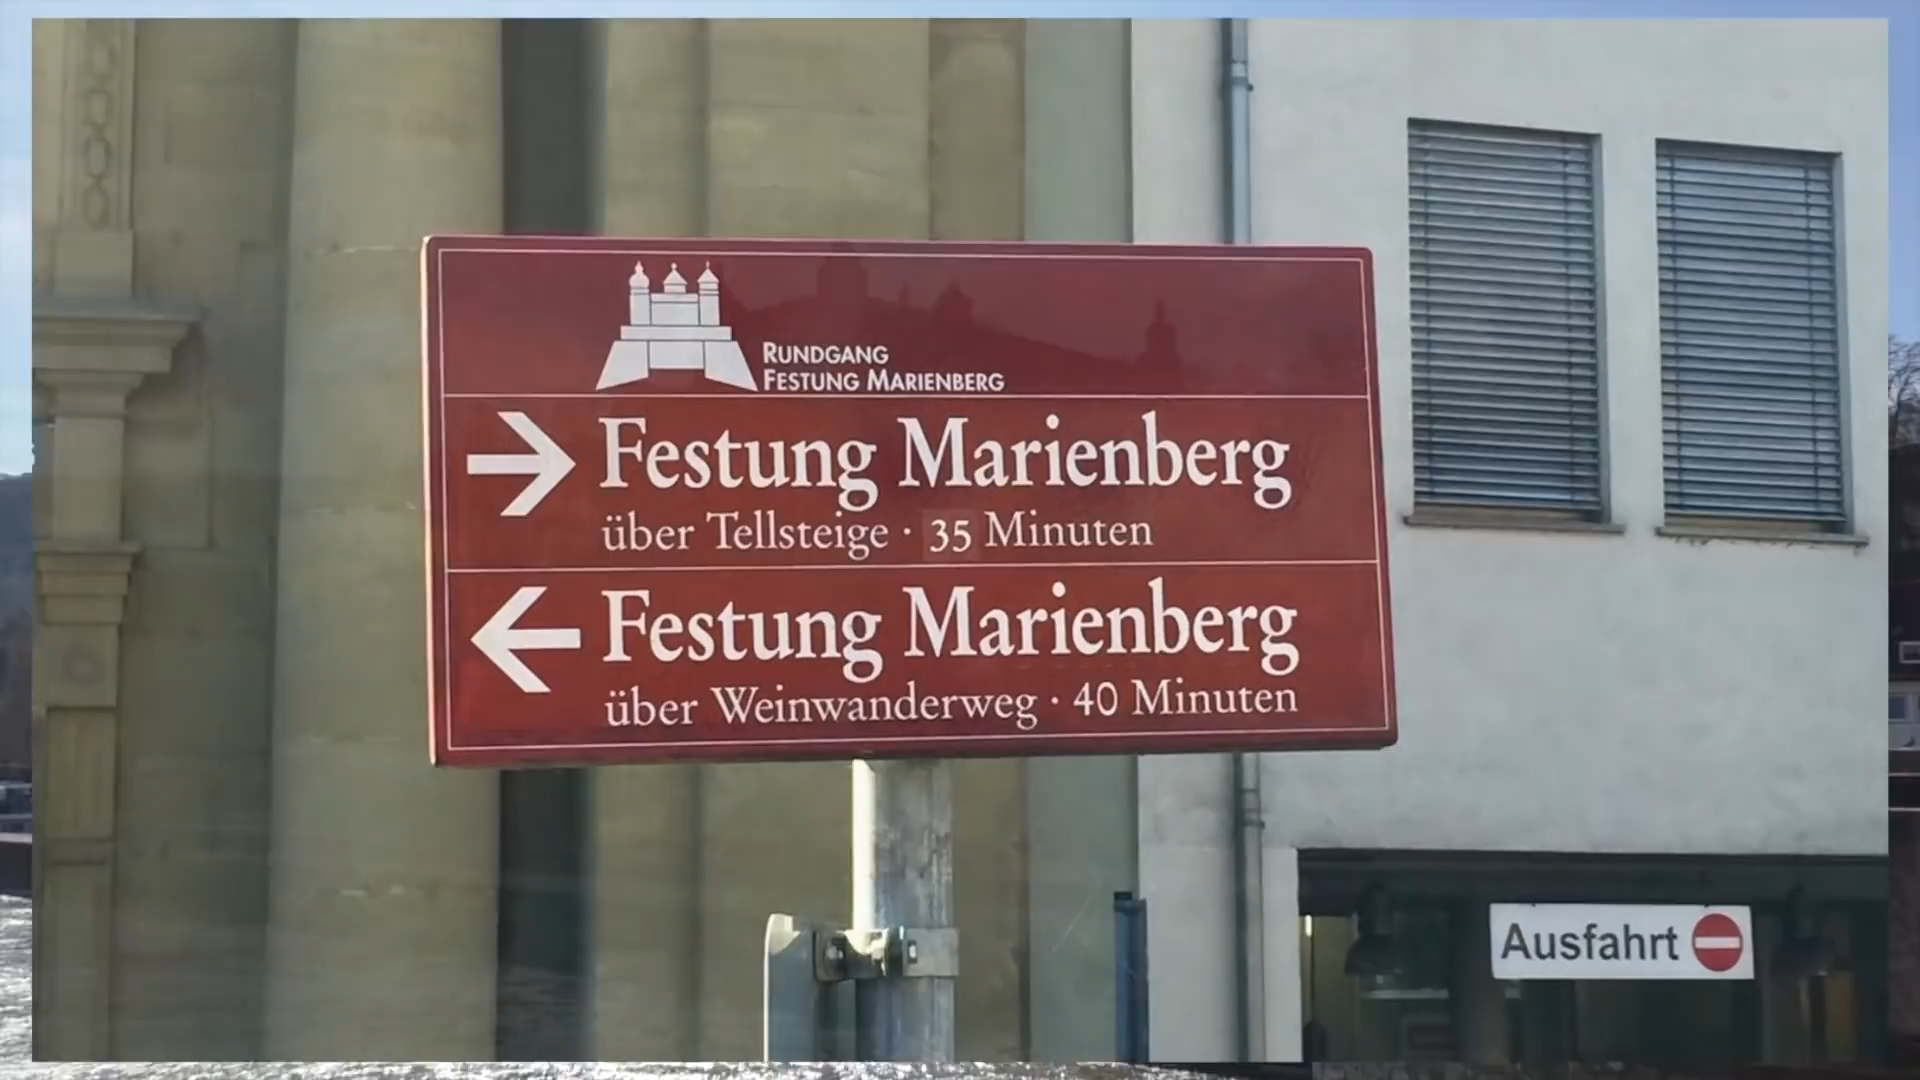 RUNDGANG
FESTUNG MARIENBERG
Festung Marienberg
über Tellsteige · 35 Minuten
Festung Marienberg
über Weinwanderweg · 40 Minuten
Ausfahrt